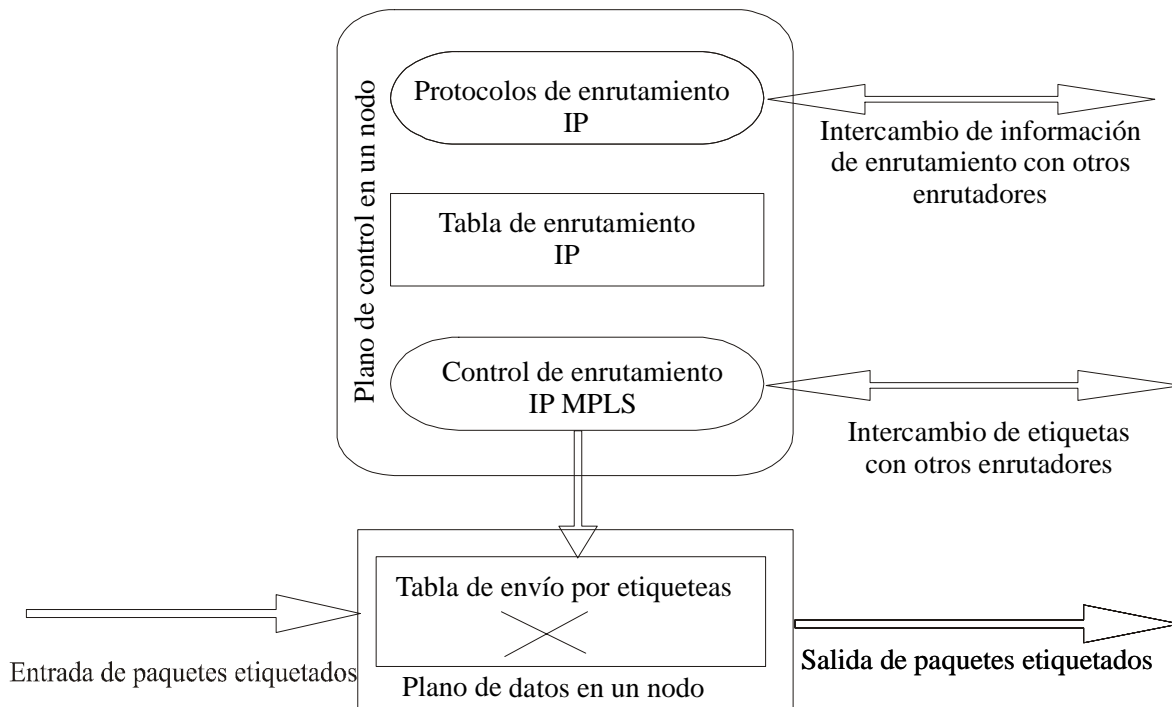 Plano de control en un nodo
Protocolos de enrutamiento
IP
Intercambio de información
de enrutamiento con otros
enrutadores
Tabla de enrutamiento
IP
Control de enrutamiento
IP MPLS
Intercambio de etiquetas
con otros enrutadores
Tabla de envío por etiqueteas
Entrada de paquetes etiquetados
Salida de paquetes etiquetados
Plano de datos en un nodo